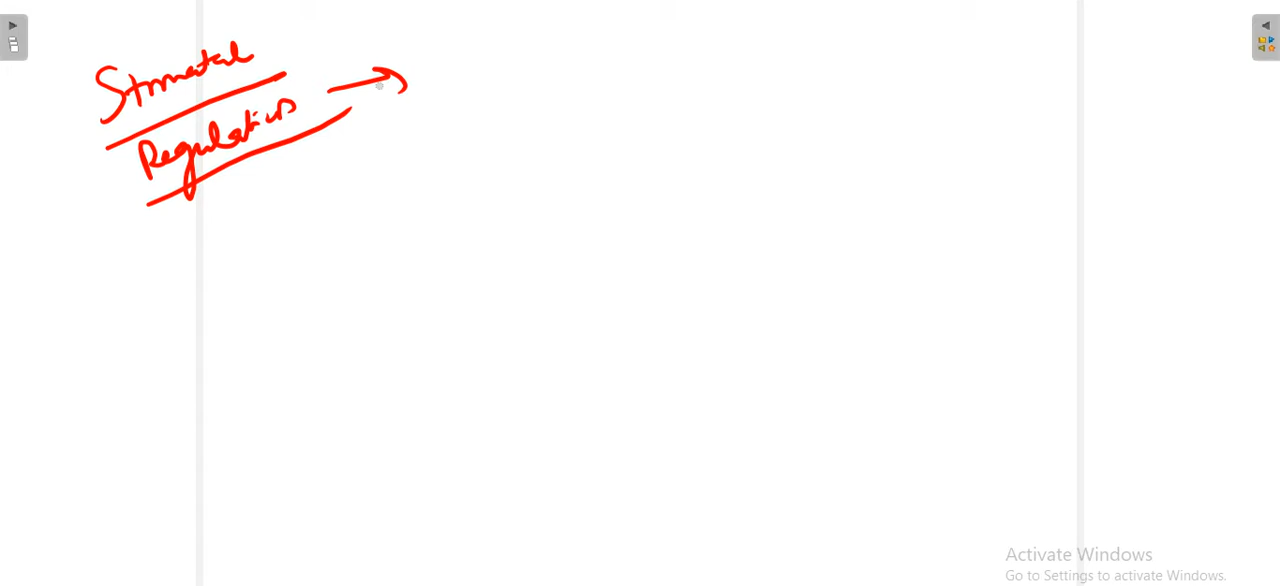 Stomatal
Regulation
Activate Windows
Go to Settings to activate Windows.